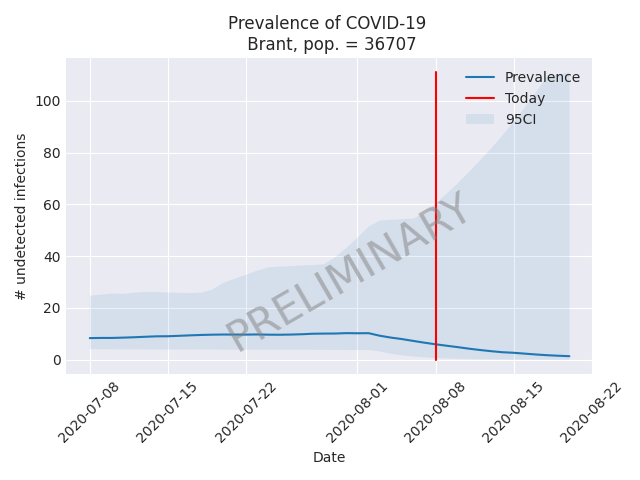 Prevalence of COVID-19
Brant, pop. = 36707
# undetected infections
100
80
60
40
20
0
Prevalence
Today
95CI
PRELIMINARY
2020-07-08
2020-07-15
2020-07-22
2020-08-01
2020-08-08
2020-08-15
2020-08-22
Date